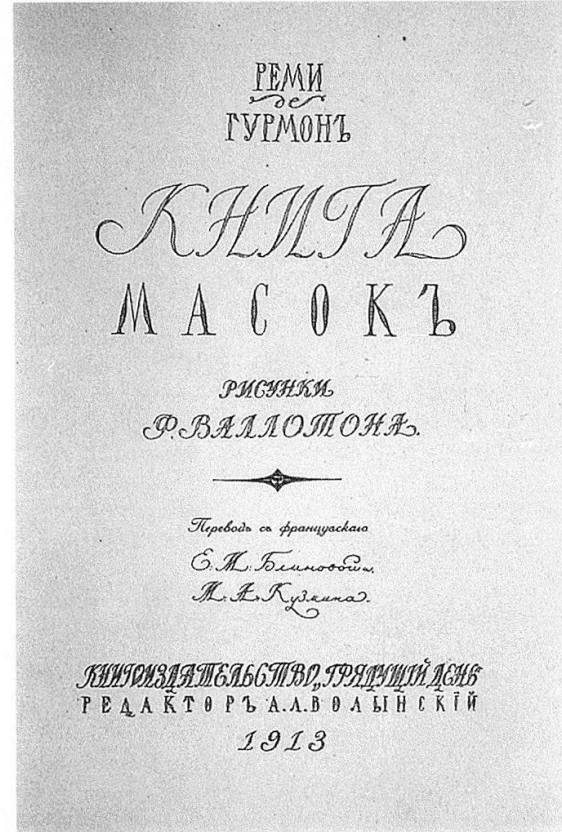 РЕМИ
де
ГУРМОНЪ
КНИГА
МАСОКЪ
РИСУНКИ
Ф. ВАЛЛОТОНА.
Переводъ съ французскаго
Е. М. Блиновой и
М. А. Кузмина.
КНИГОИЗДАТЕЛЬСТВО „ГРЯДУЩІЙ ДЕНЬ“
РЕДАКТОРЪ А. Л. ВОЛЫНСКІЙ
1913